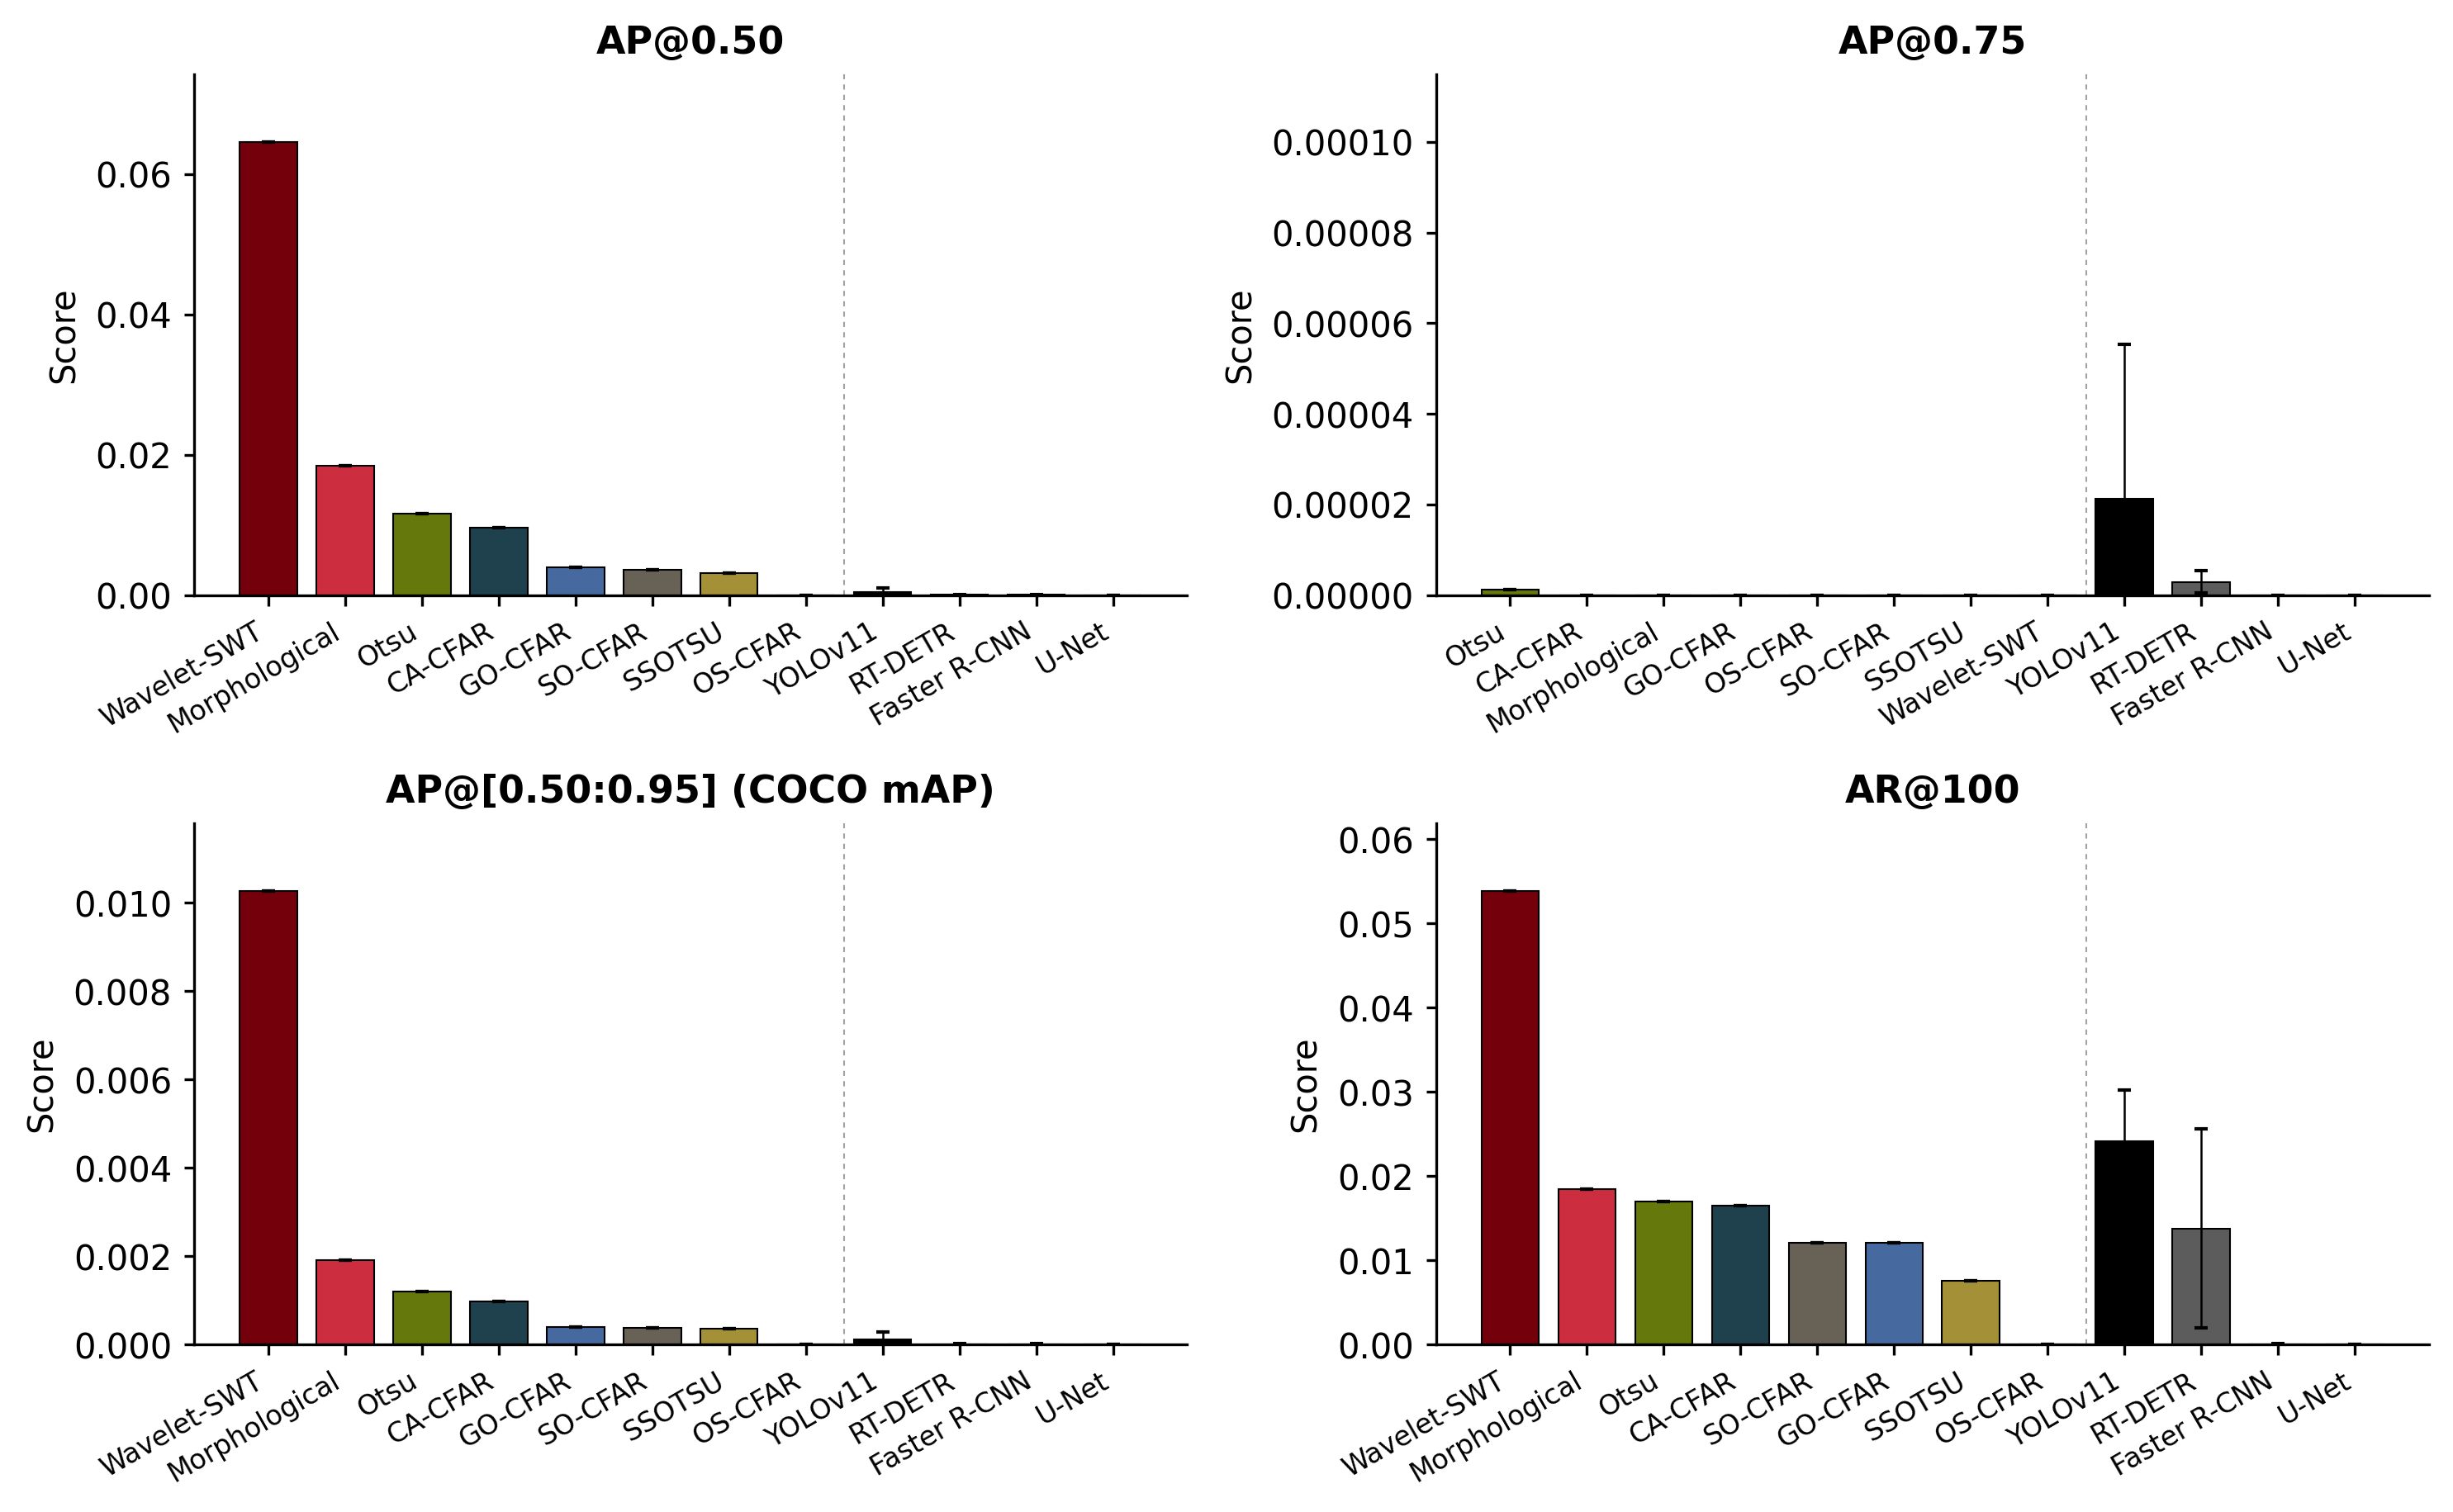 AP@0.50
Score
0.06
0.04
0.02
0.00
Wavelet-SWT
Morphological
Otsu
CA-CFAR
GO-CFAR
SO-CFAR
SSOTSU
OS-CFAR
YOLOv11
RT-DETR
Faster R-CNN
U-Net
AP@0.75
Score
0.00010
0.00008
0.00006
0.00004
0.00002
0.00000
Otsu
CA-CFAR
Morphological
GO-CFAR
OS-CFAR
SO-CFAR
SSOTSU
Wavelet-SWT
YOLOv11
RT-DETR
Faster R-CNN
U-Net
AP@[0.50:0.95] (COCO mAP)
Score
0.010
0.008
0.006
0.004
0.002
0.000
Wavelet-SWT
Morphological
Otsu
CA-CFAR
GO-CFAR
SO-CFAR
SSOTSU
OS-CFAR
YOLOv11
RT-DETR
Faster R-CNN
U-Net
AR@100
Score
0.06
0.05
0.04
0.03
0.02
0.01
0.00
Wavelet-SWT
Morphological
Otsu
CA-CFAR
SO-CFAR
GO-CFAR
SSOTSU
OS-CFAR
YOLOv11
RT-DETR
Faster R-CNN
U-Net